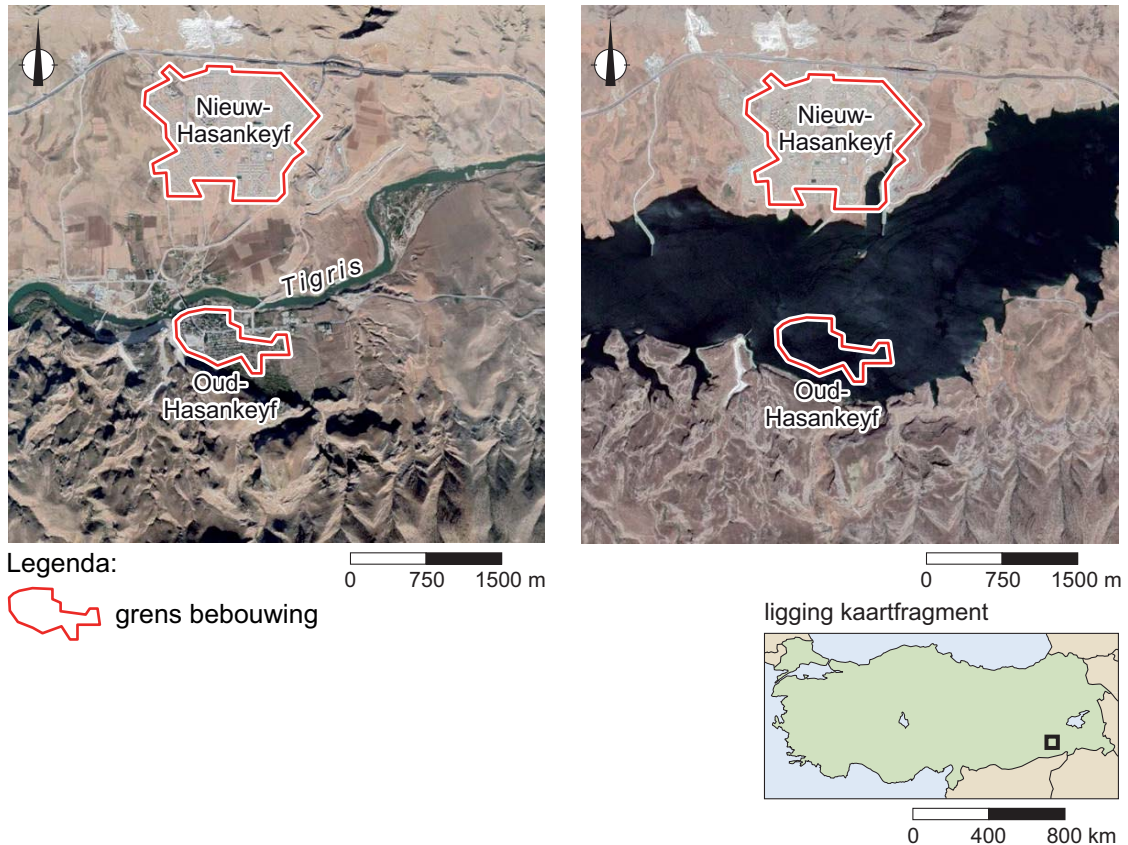 Nieuw-
Hasankeyf
Tigris
Oud-
Hasankeyf
Nieuw-
Hasankeyf
Oud-
Hasankeyf
Legenda:
0 750 1500 m
grens bebouwing
0 750 1500 m
ligging kaartfragment
0 400 800 km